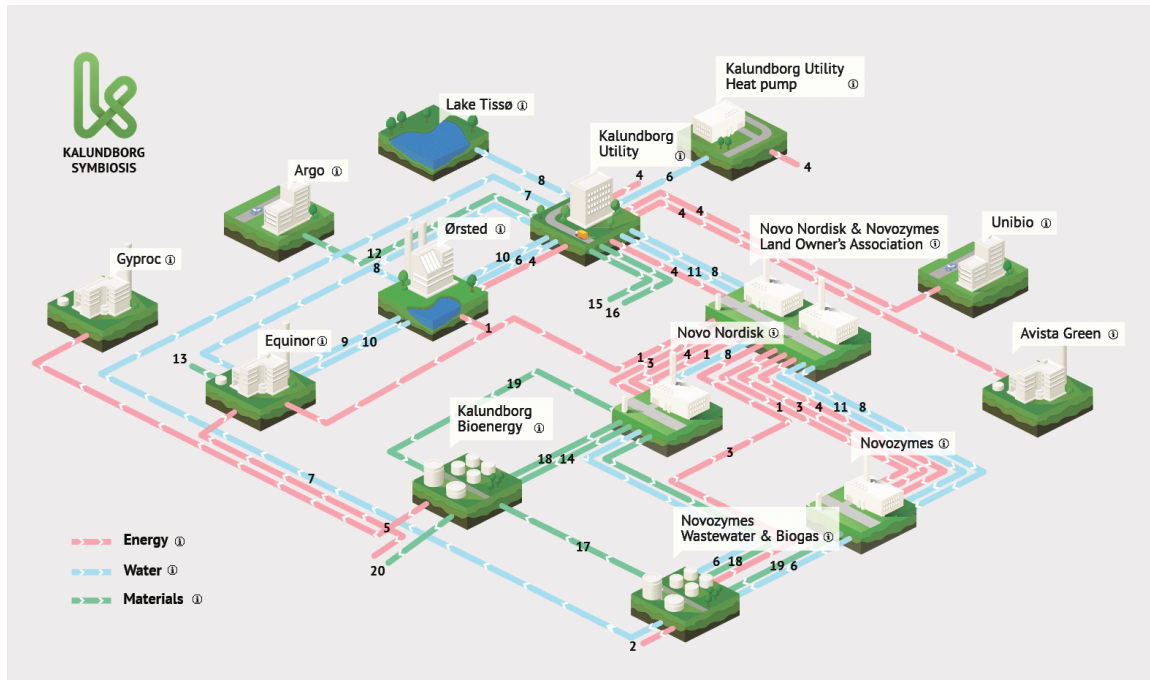 KALUNDBORG
SYMBIOSIS
Lake Tissø
Kalundborg Utility
Heat pump
Kalundborg
Utility
Argo
Ørsted
Novo Nordisk & Novozymes
Land Owner's Association
Unibio
Gyproc
Equinor
Novo Nordisk
Avista Green
Kalundborg
Bioenergy
Novozymes
Novozymes
Wastewater & Biogas
Energy
Water
Materials
8
7
4
6
4
4
4
12
8
10 6 4
4 11 8
15
16
1
9 10
13
1
3
4 1 8
19
1 3 4 11 8
18 14
3
7
5
20
17
6 18
19 6
2